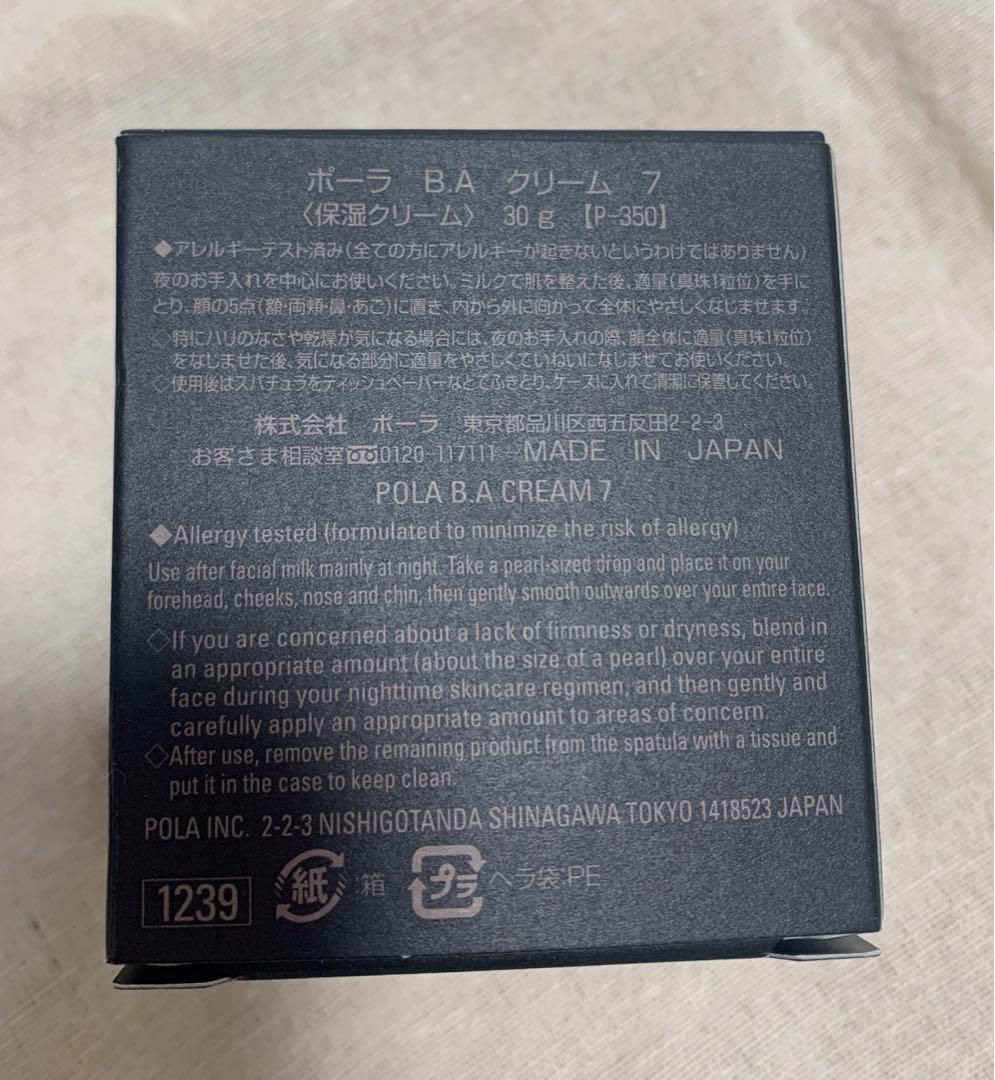 ポーラ B.A クリーム 7
〈保湿クリーム〉 30g 【P-350】
◆アレルギーテスト済み(全ての方にアレルギーが起きないというわけではありません)
夜のお手入れを中心にお使いください。ミルクで肌を整えた後、適量(真珠1粒位)を手に
とり、顔の5点(額・両頬・鼻・あご)に置き、内から外に向かって全体にやさしくなじませます。
◇特にハリのなさや乾燥が気になる場合には、夜のお手入れの際、顔全体に適量(真珠1粒位)
をなじませた後、気になる部分に適量をやさしくていねいになじませてお使いください。
◇使用後はスパチュラをティッシュペーパーなどでふきとり、ケースに入れて清潔に保管してください。
株式会社 ポーラ 東京都品川区西五反田2-2-3
お客さま相談室 0120-117111 MADE IN JAPAN
POLA B.A CREAM 7
◆Allergy tested (formulated to minimize the risk of allergy)
Use after facial milk mainly at night. Take a pearl-sized drop and place it on your
forehead, cheeks, nose and chin, then gently smooth outwards over your entire face.
◇If you are concerned about a lack of firmness or dryness, blend in
an appropriate amount (about the size of a pearl) over your entire
face during your nighttime skincare regimen, and then gently and
carefully apply an appropriate amount to areas of concern.
◇After use, remove the remaining product from the spatula with a tissue and
put it in the case to keep clean.
POLA INC. 2-2-3 NISHIGOTANDA SHINAGAWA TOKYO 1418523 JAPAN
1239 紙:箱 プラ ヘラ袋:PE